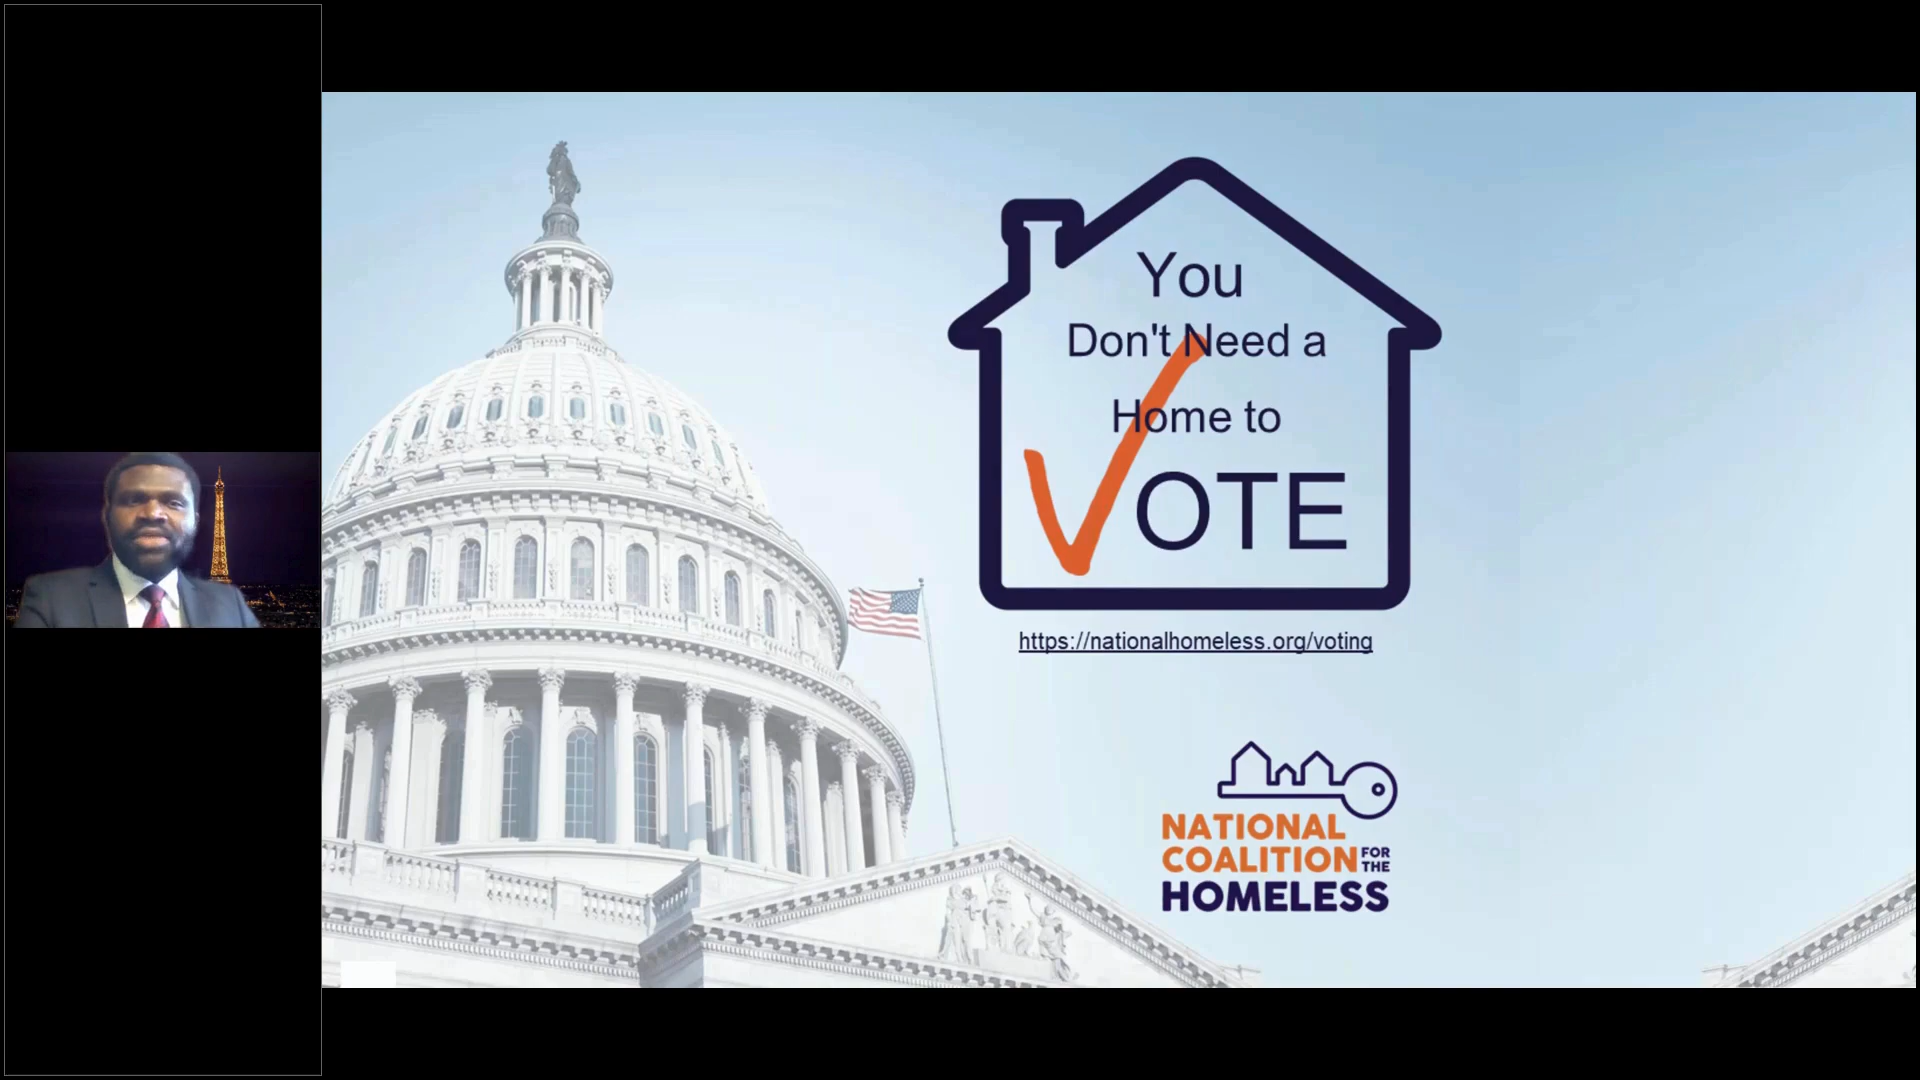 You
Don't Need a
Home to
VOTE
https://nationalhomeless.org/voting
NATIONAL
COALITION FOR THE
HOMELESS